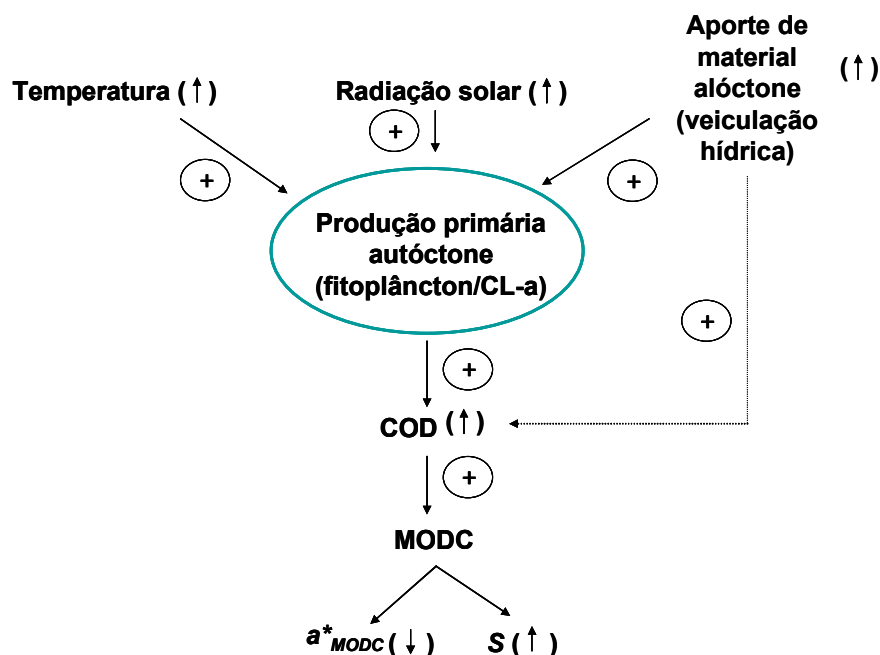 Temperatura (↑)
Radiação solar (↑)
Aporte de
material
alóctone
(veiculação
hídrica)
(↑)
+
+
+
Produção primária
autóctone
(fitoplâncton/CL-a)
+
+
COD (↑)
+
MODC
a*MODC (↓)
S (↑)